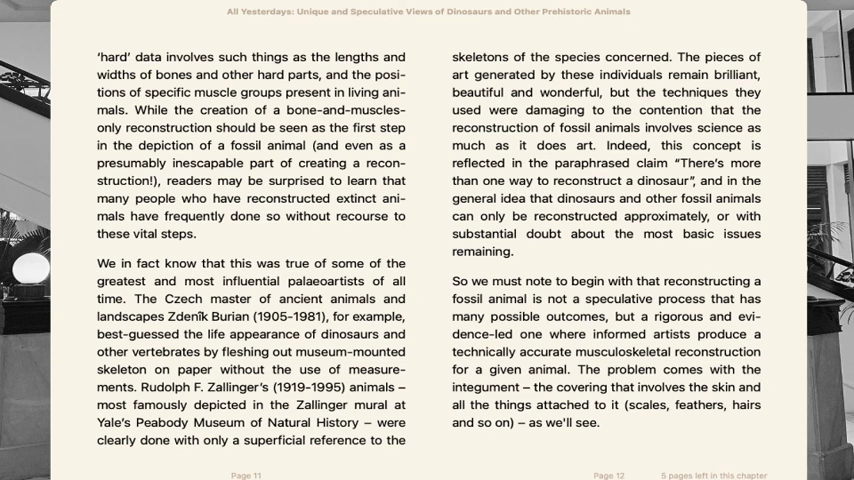 All Yesterdays: Unique and Speculative Views of Dinosaurs and Other Prehistoric Animals
‘hard’ data involves such things as the lengths and
widths of bones and other hard parts, and the posi-
tions of specific muscle groups present in living ani-
mals. While the creation of a bone-and-muscles-
only reconstruction should be seen as the first step
in the depiction of a fossil animal (and even as a
presumably inescapable part of creating a recon-
struction!), readers may be surprised to learn that
many people who have reconstructed extinct ani-
mals have frequently done so without recourse to
these vital steps.
We in fact know that this was true of some of the
greatest and most influential palaeoartists of all
time. The Czech master of ancient animals and
landscapes Zdenîk Burian (1905-1981), for example,
best-guessed the life appearance of dinosaurs and
other vertebrates by fleshing out museum-mounted
skeleton on paper without the use of measure-
ments. Rudolph F. Zallinger’s (1919-1995) animals –
most famously depicted in the Zallinger mural at
Yale’s Peabody Museum of Natural History – were
clearly done with only a superficial reference to the
skeletons of the species concerned. The pieces of
art generated by these individuals remain brilliant,
beautiful and wonderful, but the techniques they
used were damaging to the contention that the
reconstruction of fossil animals involves science as
much as it does art. Indeed, this concept is
reflected in the paraphrased claim “There’s more
than one way to reconstruct a dinosaur”, and in the
general idea that dinosaurs and other fossil animals
can only be reconstructed approximately, or with
substantial doubt about the most basic issues
remaining.
So we must note to begin with that reconstructing a
fossil animal is not a speculative process that has
many possible outcomes, but a rigorous and evi-
dence-led one where informed artists produce a
technically accurate musculoskeletal reconstruction
for a given animal. The problem comes with the
integument – the covering that involves the skin and
all the things attached to it (scales, feathers, hairs
and so on) – as we'll see.
Page 11
Page 12
5 pages left in this chapter